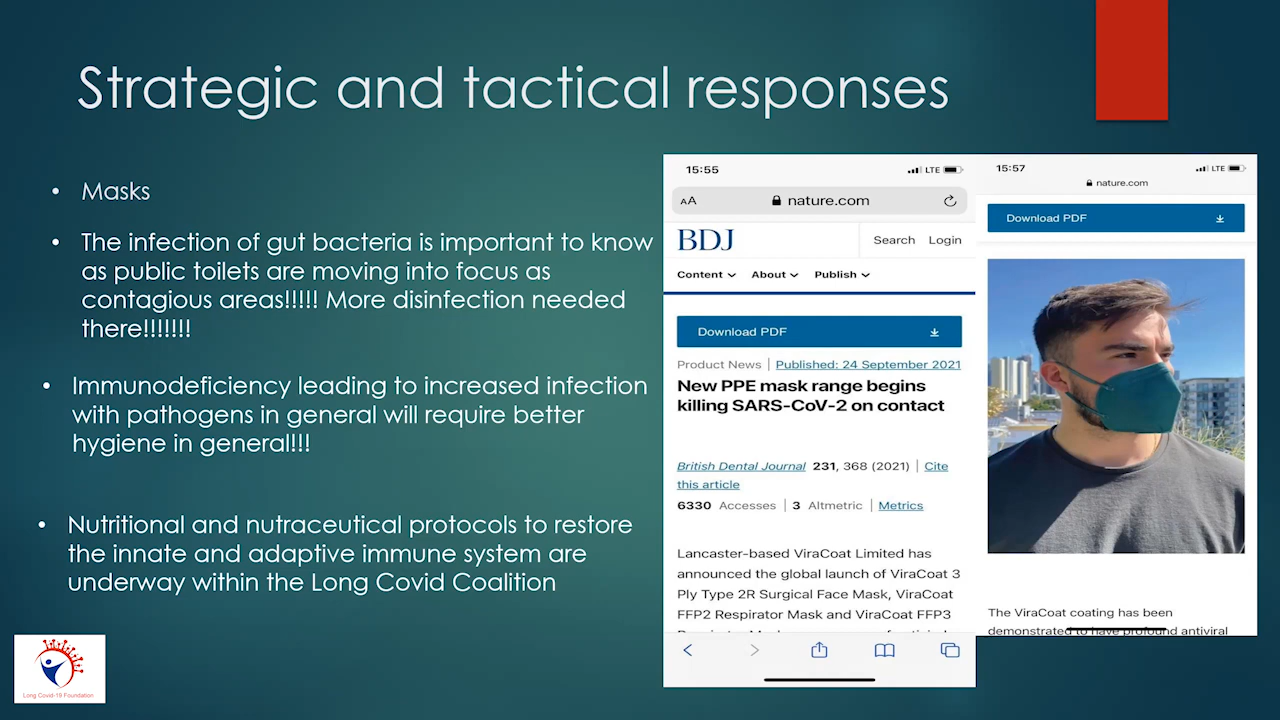 Strategic and tactical responses
• Masks
• The infection of gut bacteria is important to know
as public toilets are moving into focus as
contagious areas!!!!! More disinfection needed
there!!!!!!!
• Immunodeficiency leading to increased infection
with pathogens in general will require better
hygiene in general!!!
• Nutritional and nutraceutical protocols to restore
the innate and adaptive immune system are
underway within the Long Covid Coalition
Long Covid-19 Foundation
15:55 LTE
AA nature.com
BDJ Search Login
Content About Publish
Download PDF
Product News | Published: 24 September 2021
New PPE mask range begins
killing SARS-CoV-2 on contact
British Dental Journal 231, 368 (2021) | Cite
this article
6330 Accesses | 3 Altmetric | Metrics
Lancaster-based ViraCoat Limited has
announced the global launch of ViraCoat 3
Ply Type 2R Surgical Face Mask, ViraCoat
FFP2 Respirator Mask and ViraCoat FFP3
15:57 LTE
nature.com
Download PDF
The ViraCoat coating has been
demonstrated to have profound antiviral